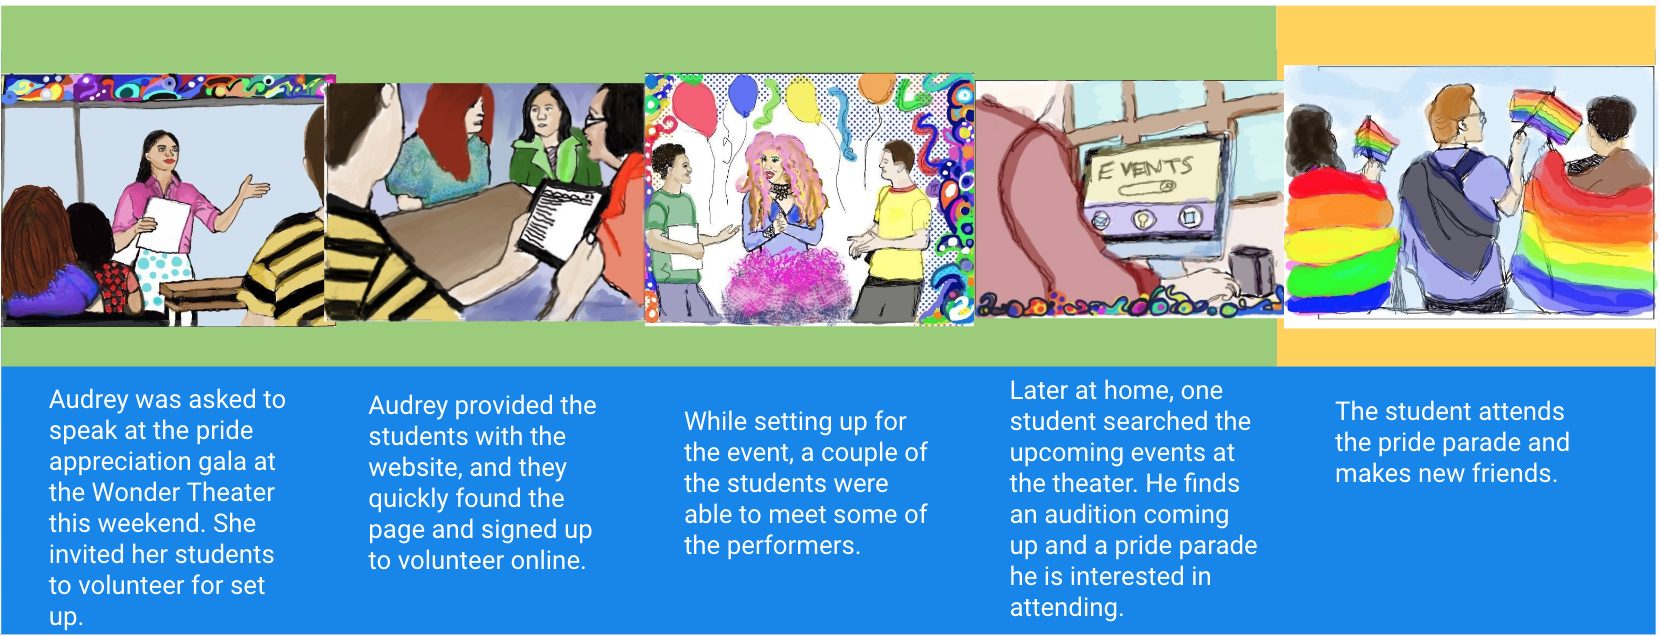 EVENTS
Audrey was asked to
speak at the pride
appreciation gala at
the Wonder Theater
this weekend. She
invited her students
to volunteer for set
up.
Audrey provided the
students with the
website, and they
quickly found the
page and signed up
to volunteer online.
While setting up for
the event, a couple of
the students were
able to meet some of
the performers.
Later at home, one
student searched the
upcoming events at
the theater. He finds
an audition coming
up and a pride parade
he is interested in
attending.
The student attends
the pride parade and
makes new friends.